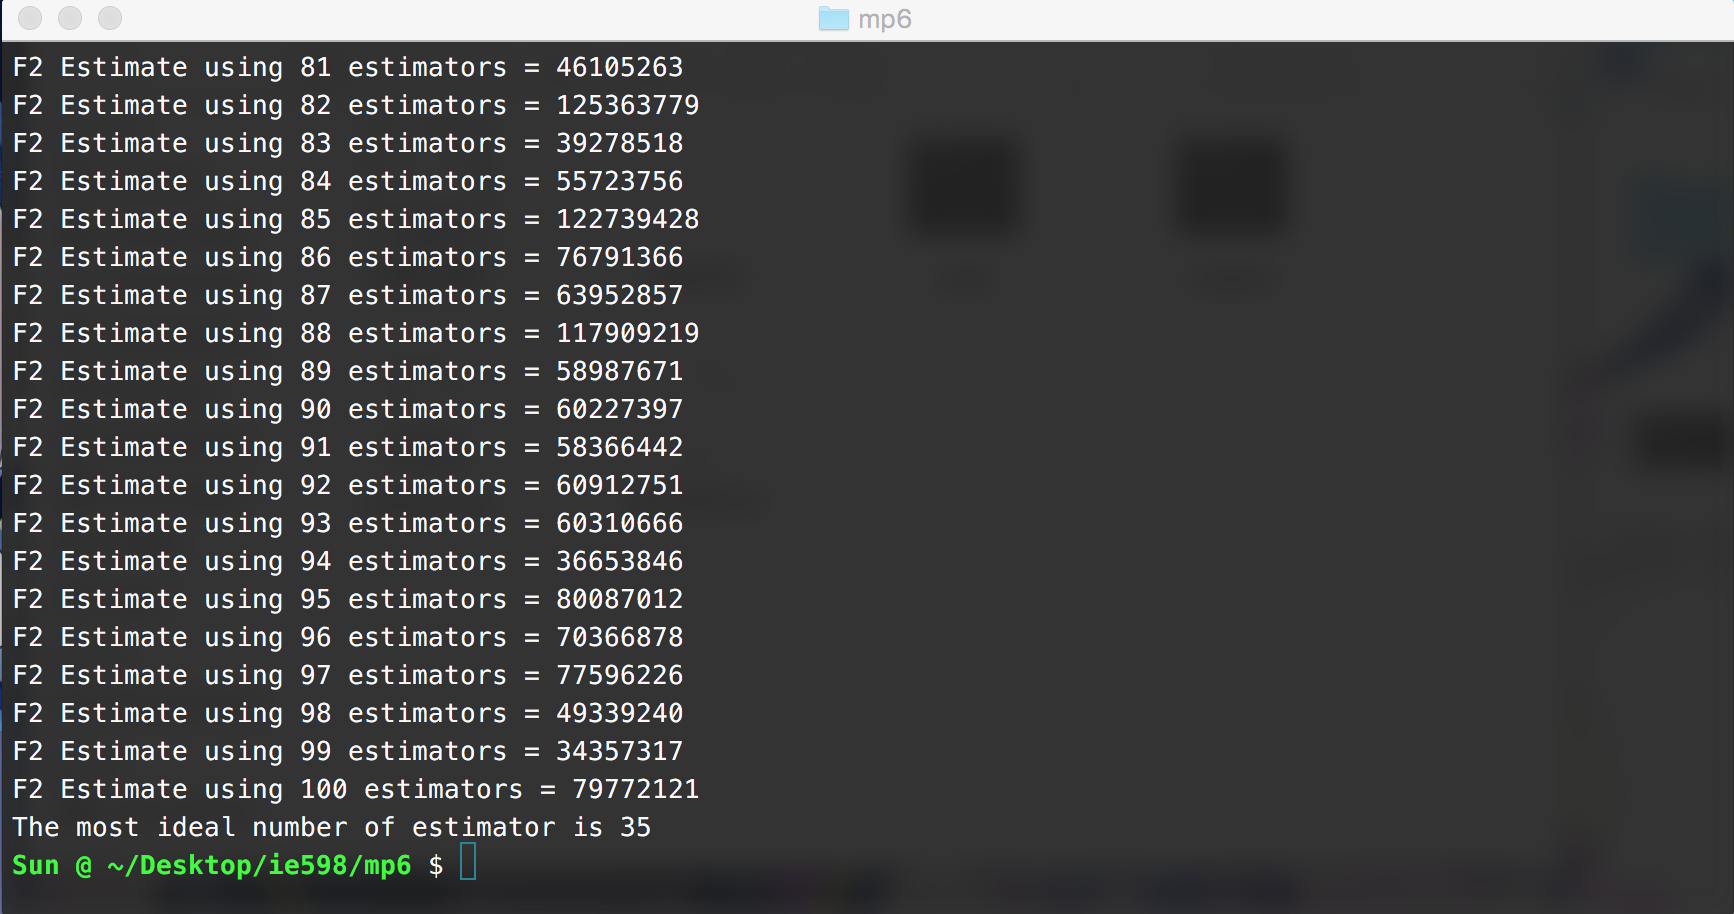 mp6
F2 Estimate using 81 estimators = 46105263
F2 Estimate using 82 estimators = 125363779
F2 Estimate using 83 estimators = 39278518
F2 Estimate using 84 estimators = 55723756
F2 Estimate using 85 estimators = 122739428
F2 Estimate using 86 estimators = 76791366
F2 Estimate using 87 estimators = 63952857
F2 Estimate using 88 estimators = 117909219
F2 Estimate using 89 estimators = 58987671
F2 Estimate using 90 estimators = 60227397
F2 Estimate using 91 estimators = 58366442
F2 Estimate using 92 estimators = 60912751
F2 Estimate using 93 estimators = 60310666
F2 Estimate using 94 estimators = 36653846
F2 Estimate using 95 estimators = 80087012
F2 Estimate using 96 estimators = 70366878
F2 Estimate using 97 estimators = 77596226
F2 Estimate using 98 estimators = 49339240
F2 Estimate using 99 estimators = 34357317
F2 Estimate using 100 estimators = 79772121
The most ideal number of estimator is 35
Sun @ ~/Desktop/ie598/mp6 $